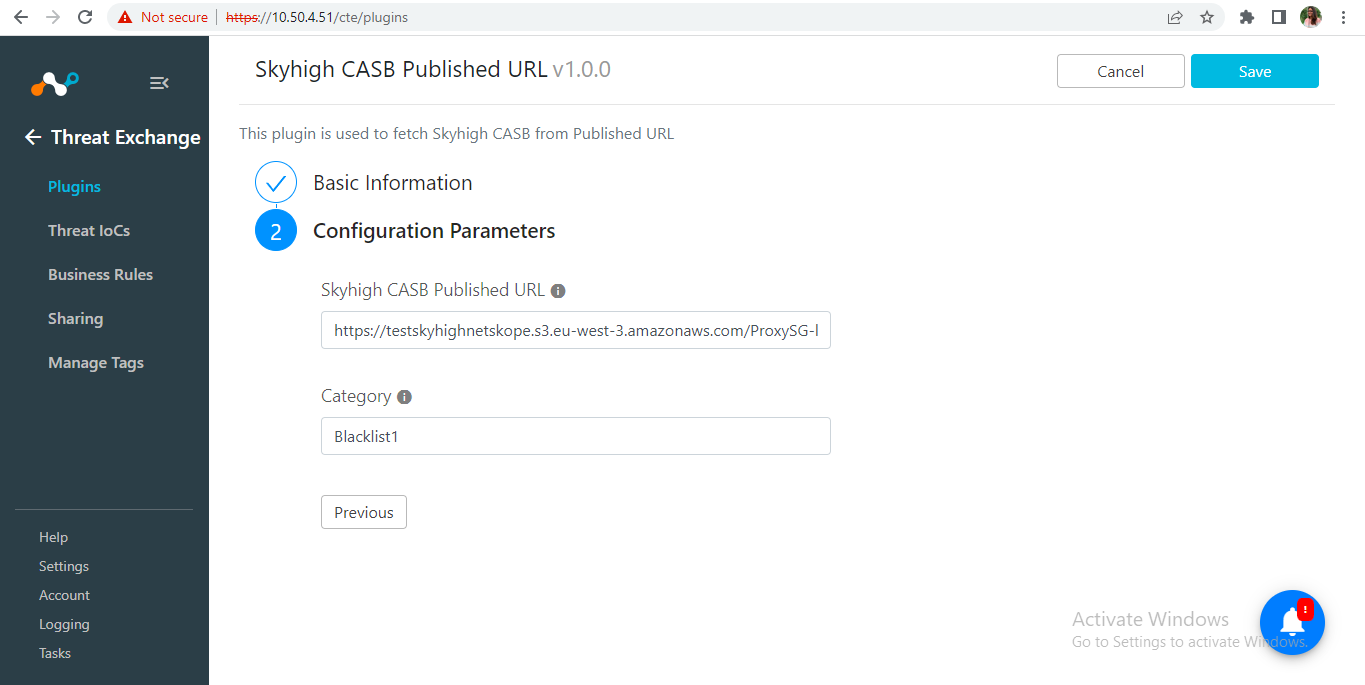 Not secure https://10.50.4.51/cte/plugins
Skyhigh CASB Published URL v1.0.0
Cancel
Save
Threat Exchange
Plugins
Threat IoCs
Business Rules
Sharing
Manage Tags
Help
Settings
Account
Logging
Tasks
This plugin is used to fetch Skyhigh CASB from Published URL
Basic Information
2 Configuration Parameters
Skyhigh CASB Published URL
https://testskyhighnetskope.s3.eu-west-3.amazonaws.com/ProxySG-l
Category
Blacklist1
Previous
Activate Windows
Go to Settings to activate Windows.